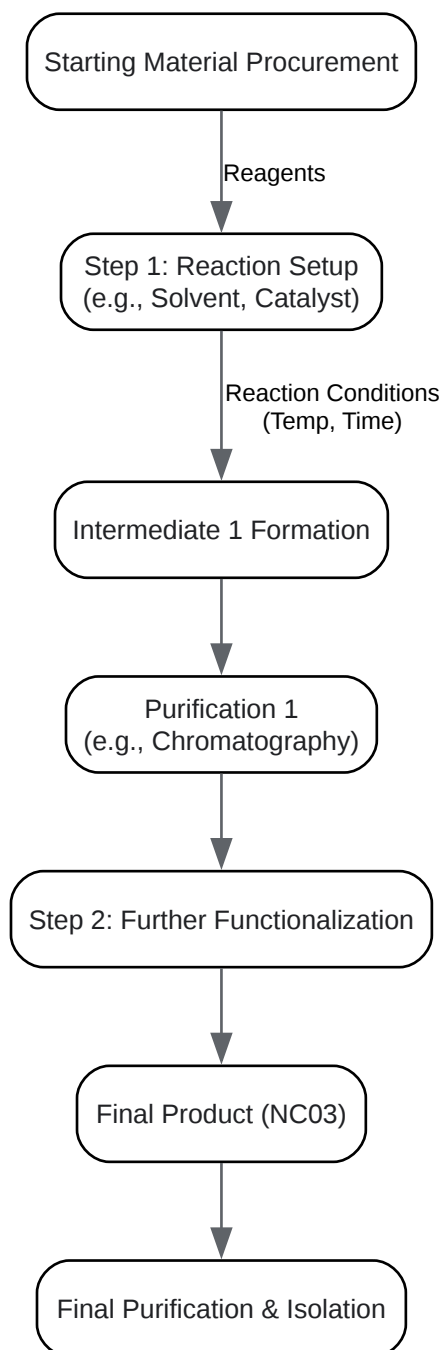 Starting Material Procurement
Reagents
Step 1: Reaction Setup
(e.g., Solvent, Catalyst)
Reaction Conditions
(Temp, Time)
Intermediate 1 Formation
Purification 1
(e.g., Chromatography)
Step 2: Further Functionalization
Final Product (NC03)
Final Purification & Isolation